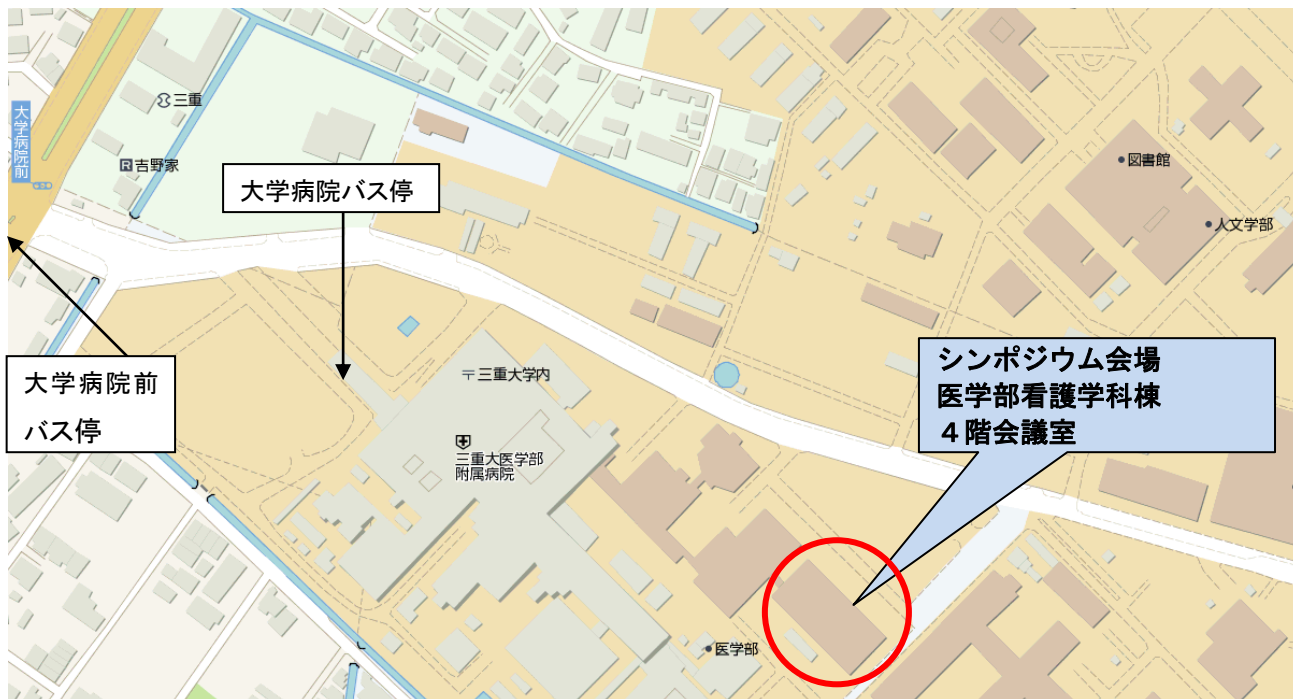 三重
大学病院前
吉野家
図書館
大学病院バス停
人文学部
シンポジウム会場
医学部看護学科棟
４階会議室
大学病院前
バス停
〒三重大学内
三重大医学部
附属病院
医学部